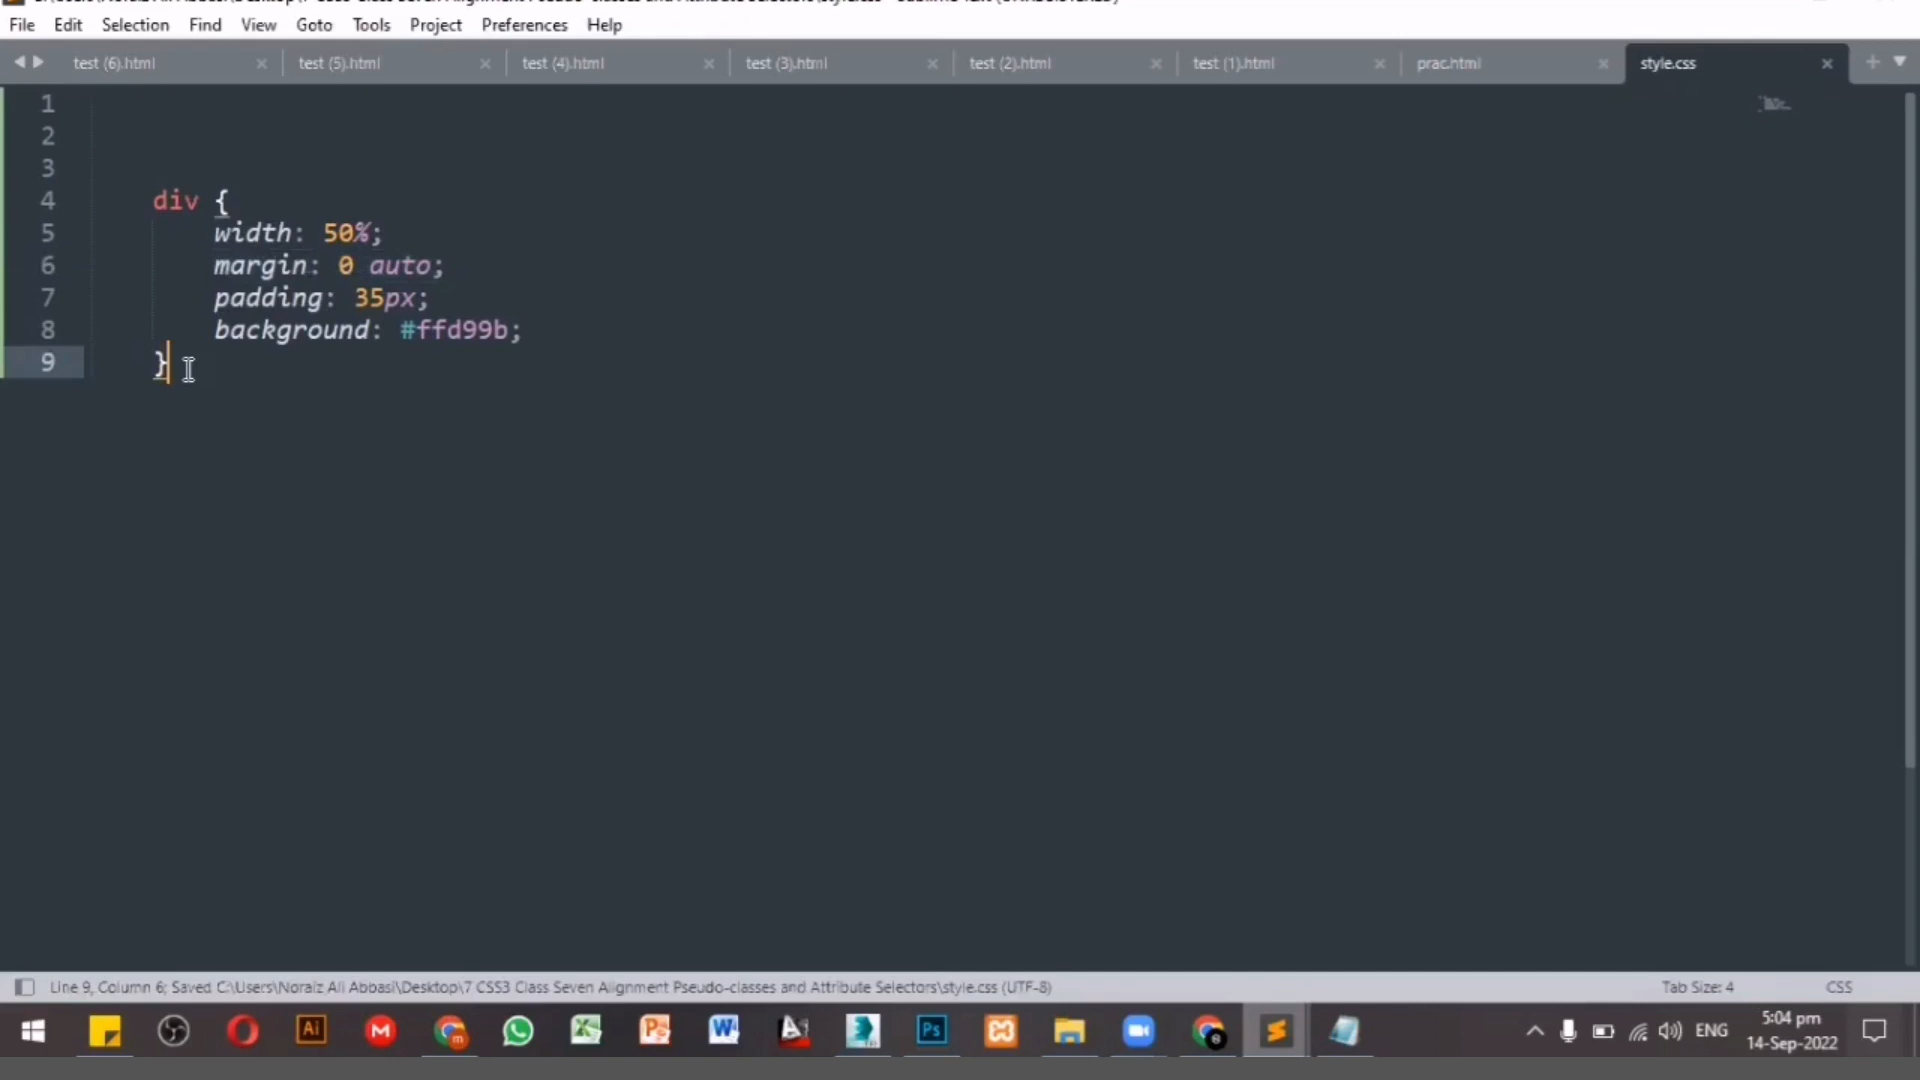 File Edit Selection Find View Goto Tools Project Preferences Help
test (6).html test (5).html test (4).html test (3).html test (2).html test (1).html prac.html style.css
1
2
3
4 div {
5 width: 50%;
6 margin: 0 auto;
7 padding: 35px;
8 background: #ffd99b;
9 }
Line 9, Column 6; Saved C:\Users\Noraiz Ali Abbasi\Desktop\7 CSS3 Class Seven Alignment Pseudo-classes and Attribute Selectors\style.css (UTF-8) Tab Size: 4 CSS
ENG 5:04 pm
14-Sep-2022